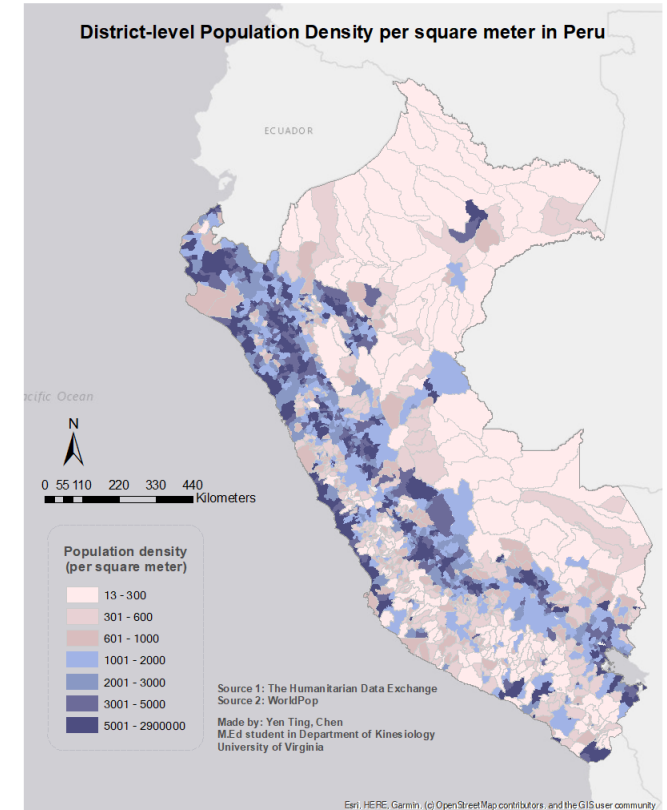 District-level Population Density per square meter in Peru
ECUADOR
acific Ocean
N
0 55 110 220 330 440
Kilometers
Population density
(per square meter)
13 - 300
301 - 600
601 - 1000
1001 - 2000
2001 - 3000
3001 - 5000
5001 - 2900000
Source 1: The Humanitarian Data Exchange
Source 2: WorldPop
Made by: Yen Ting, Chen
M.Ed student in Department of Kinesiology
University of Virginia
Esri, HERE, Garmin, (c) OpenStreetMap contributors, and the GIS user community